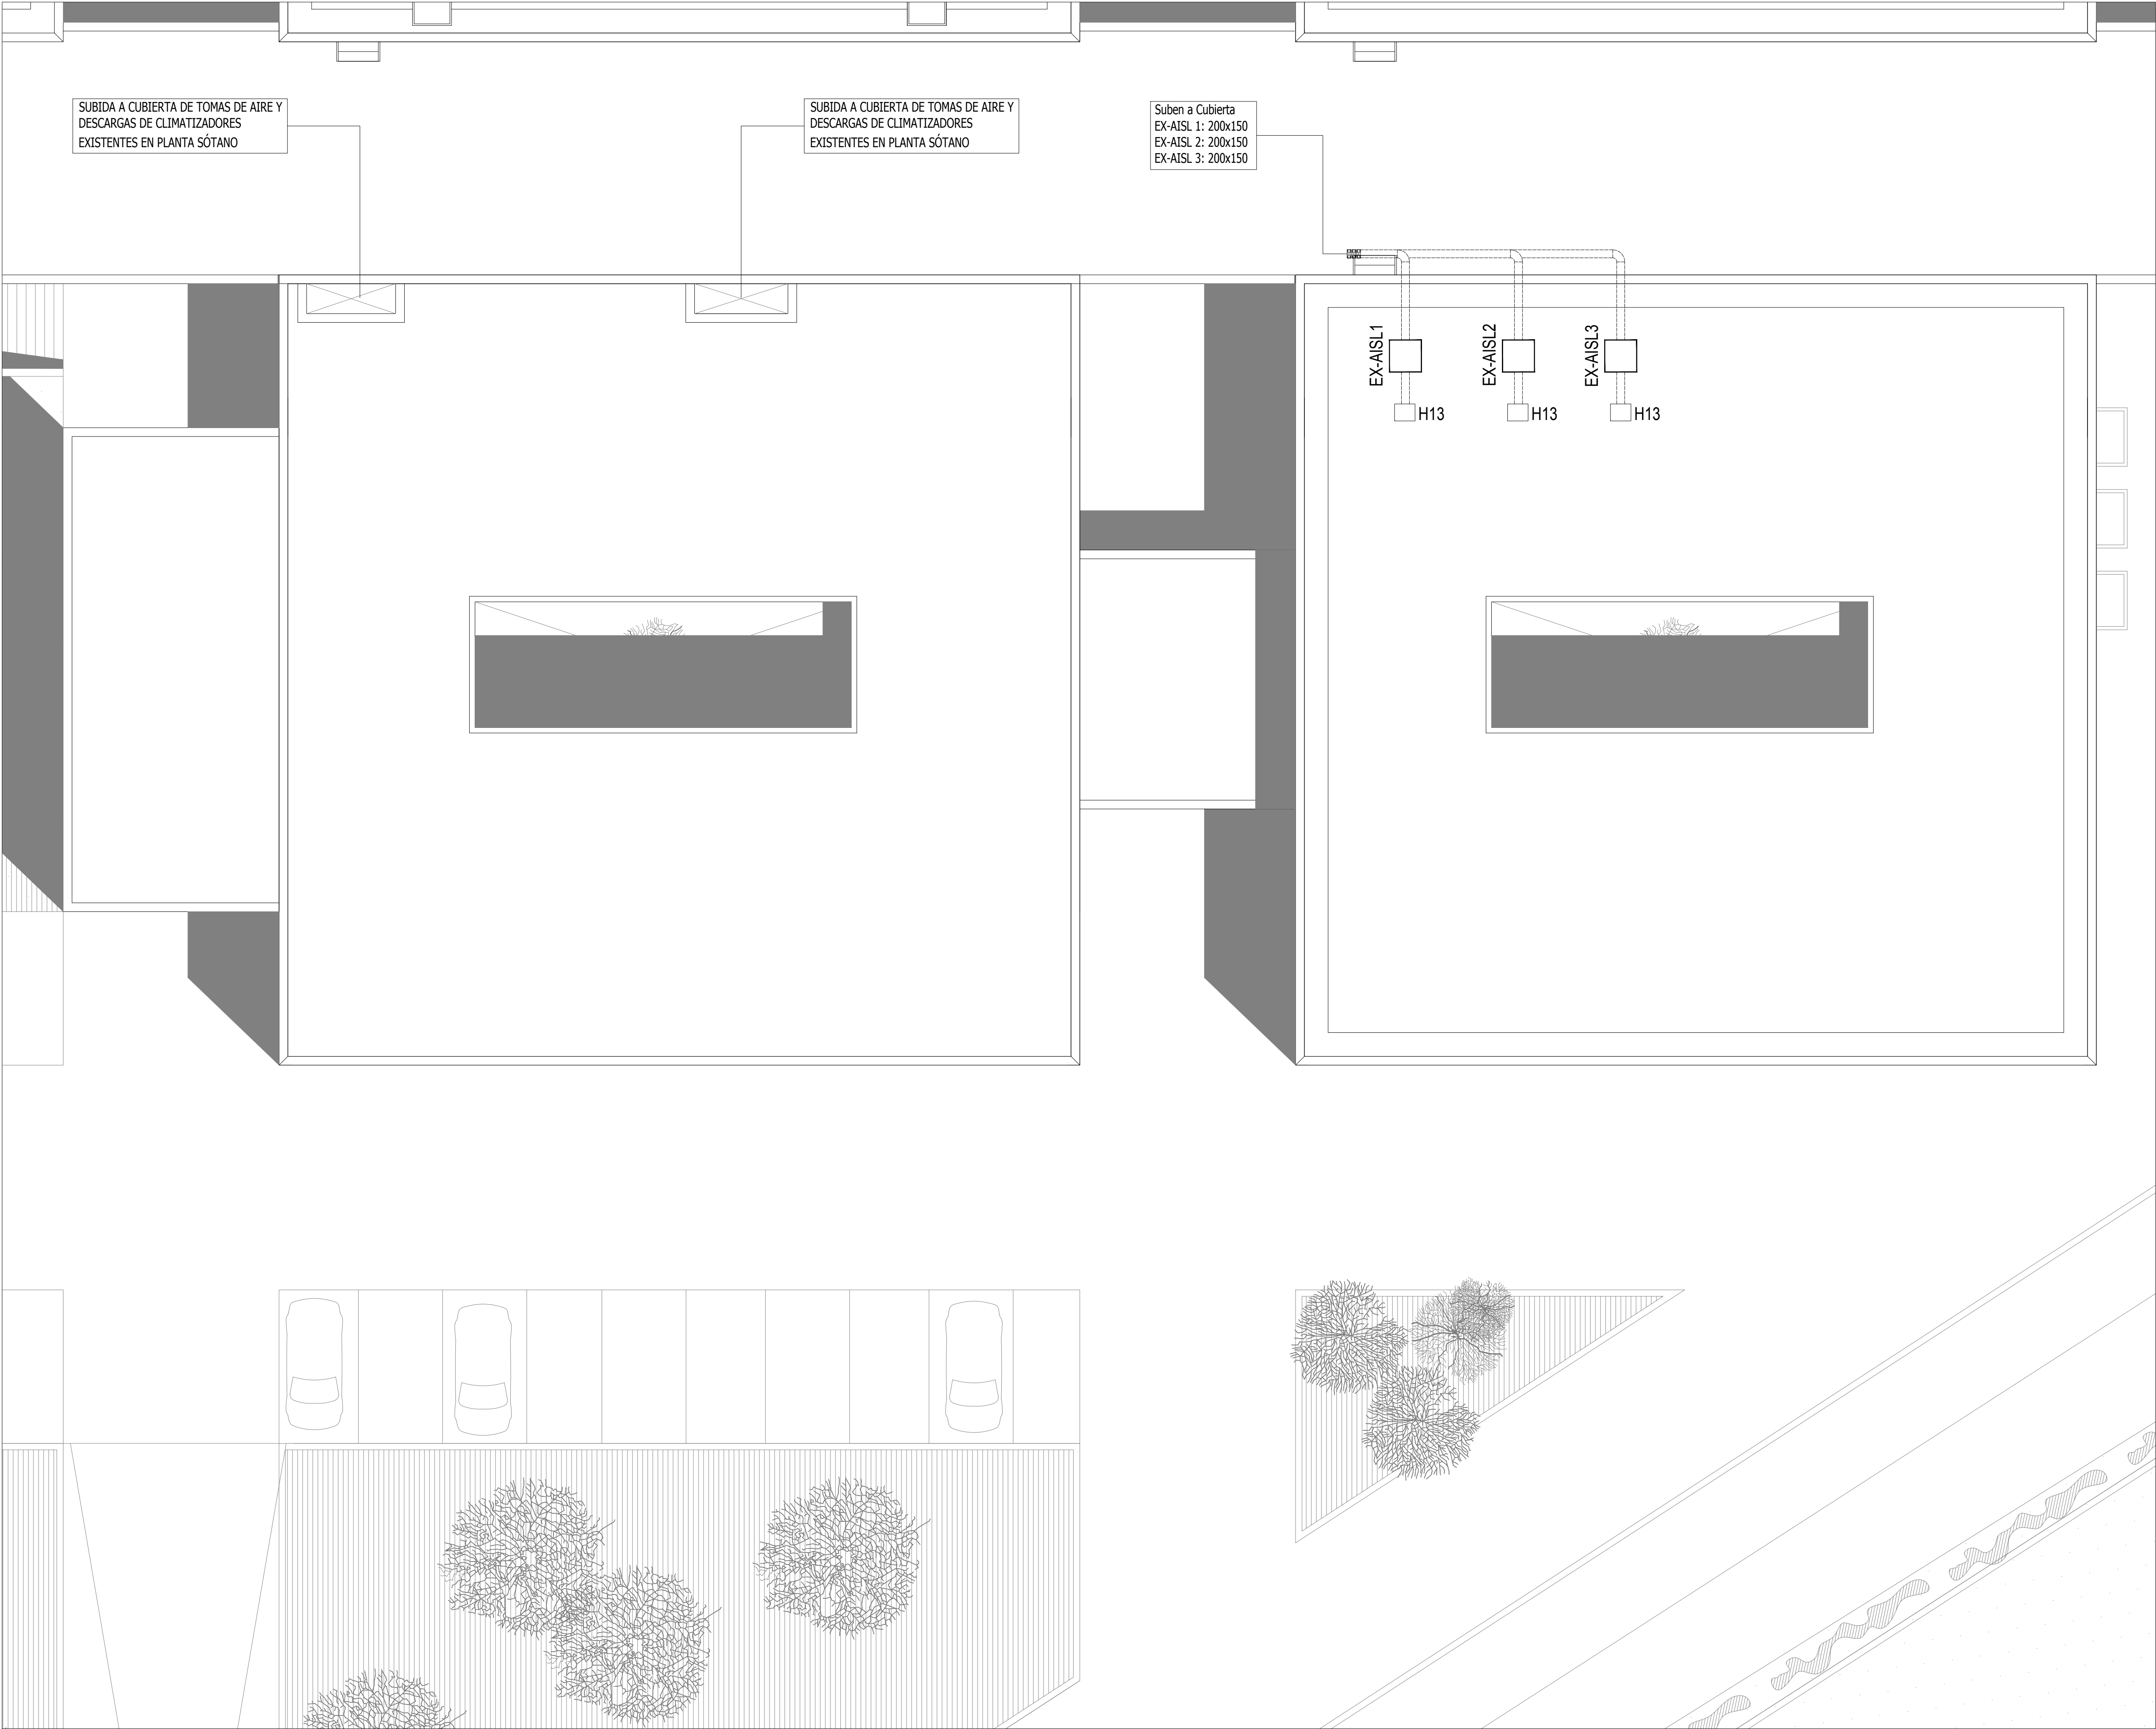 SUBIDA A CUBIERTA DE TOMAS DE AIRE Y
DESCARGAS DE CLIMATIZADORES
EXISTENTES EN PLANTA SÓTANO
SUBIDA A CUBIERTA DE TOMAS DE AIRE Y
DESCARGAS DE CLIMATIZADORES
EXISTENTES EN PLANTA SÓTANO
Suben a Cubierta
EX-AISL 1: 200x150
EX-AISL 2: 200x150
EX-AISL 3: 200x150
EX-AISL1
EX-AISL2
EX-AISL3
H13
H13
H13